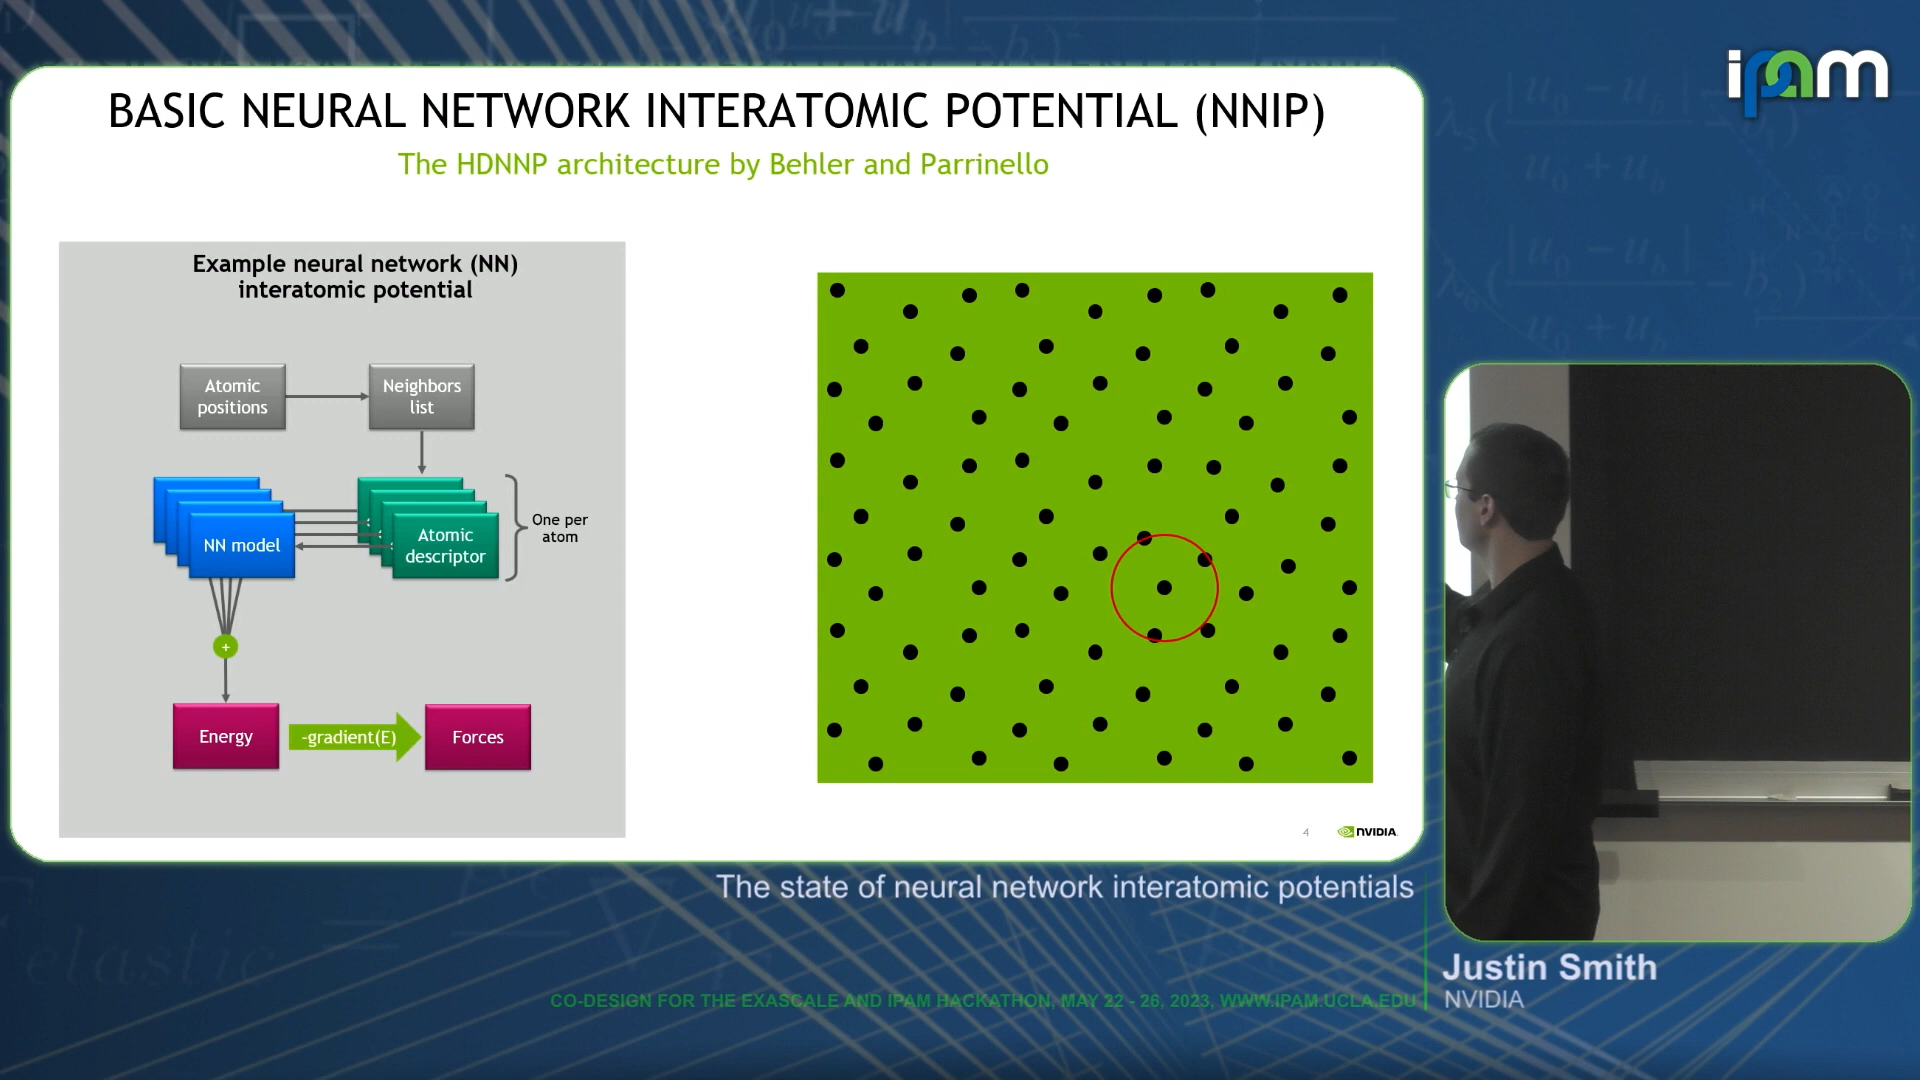 ipam
BASIC NEURAL NETWORK INTERATOMIC POTENTIAL (NNIP)
The HDNNP architecture by Behler and Parrinello
Example neural network (NN)
interatomic potential
Atomic
positions
Neighbors
list
NN model
Atomic
descriptor
One per
atom
+
Energy
-gradient(E)
Forces
4
NVIDIA.
The state of neural network interatomic potentials
Justin Smith
NVIDIA
CO-DESIGN FOR THE EXASCALE AND IPAM HACKATHON, MAY 22 - 26, 2023, WWW.IPAM.UCLA.EDU
elastic